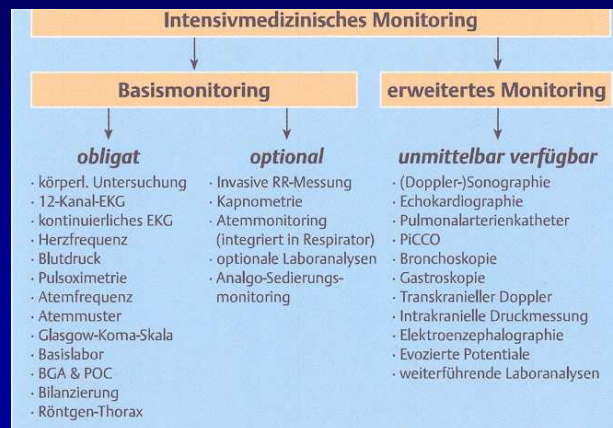 Intensivmedizinisches Monitoring
Basismonitoring
erweitertes Monitoring
obligat
· körperl. Untersuchung
· 12-Kanal-EKG
· kontinuierliches EKG
· Herzfrequenz
· Blutdruck
· Pulsoximetrie
· Atemfrequenz
· Atemmuster
· Glasgow-Koma-Skala
· Basislabor
· BGA & POC
· Bilanzierung
· Röntgen-Thorax
optional
· Invasive RR-Messung
· Kapnometrie
· Atemmonitoring
(integriert in Respirator)
· optionale Laboranalysen
· Analgo-Sedierungs-
monitoring
unmittelbar verfügbar
· (Doppler-)Sonographie
· Echokardiographie
· Pulmonalarterienkatheter
· PiCCO
· Bronchoskopie
· Gastroskopie
· Transkranieller Doppler
· Intrakranielle Druckmessung
· Elektroenzephalographie
· Evozierte Potentiale
· weiterführende Laboranalysen